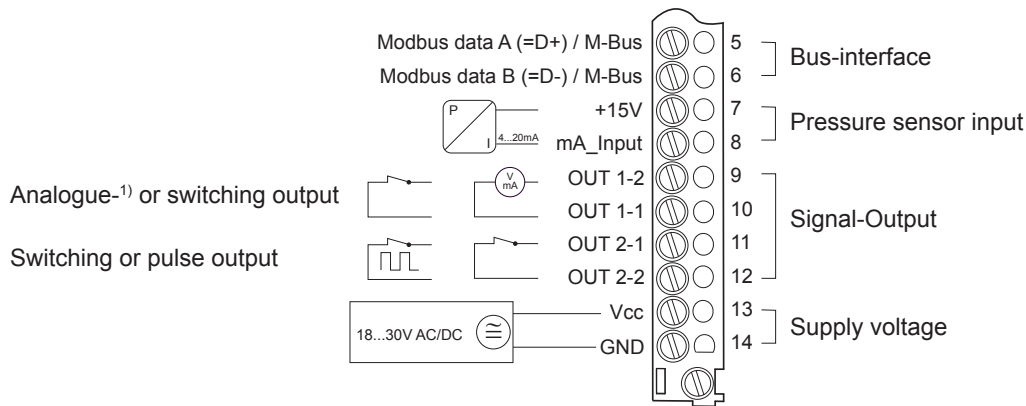 Modbus data A (=D+) / M-Bus 5
Bus-interface
Modbus data B (=D-) / M-Bus 6
P
I
4...20mA
+15V 7
Pressure sensor input
mA_Input 8
Analogue-1) or switching output
V
mA
OUT 1-2 9
OUT 1-1 10
Signal-Output
Switching or pulse output
OUT 2-1 11
OUT 2-2 12
18...30V AC/DC
Vcc 13
Supply voltage
GND 14